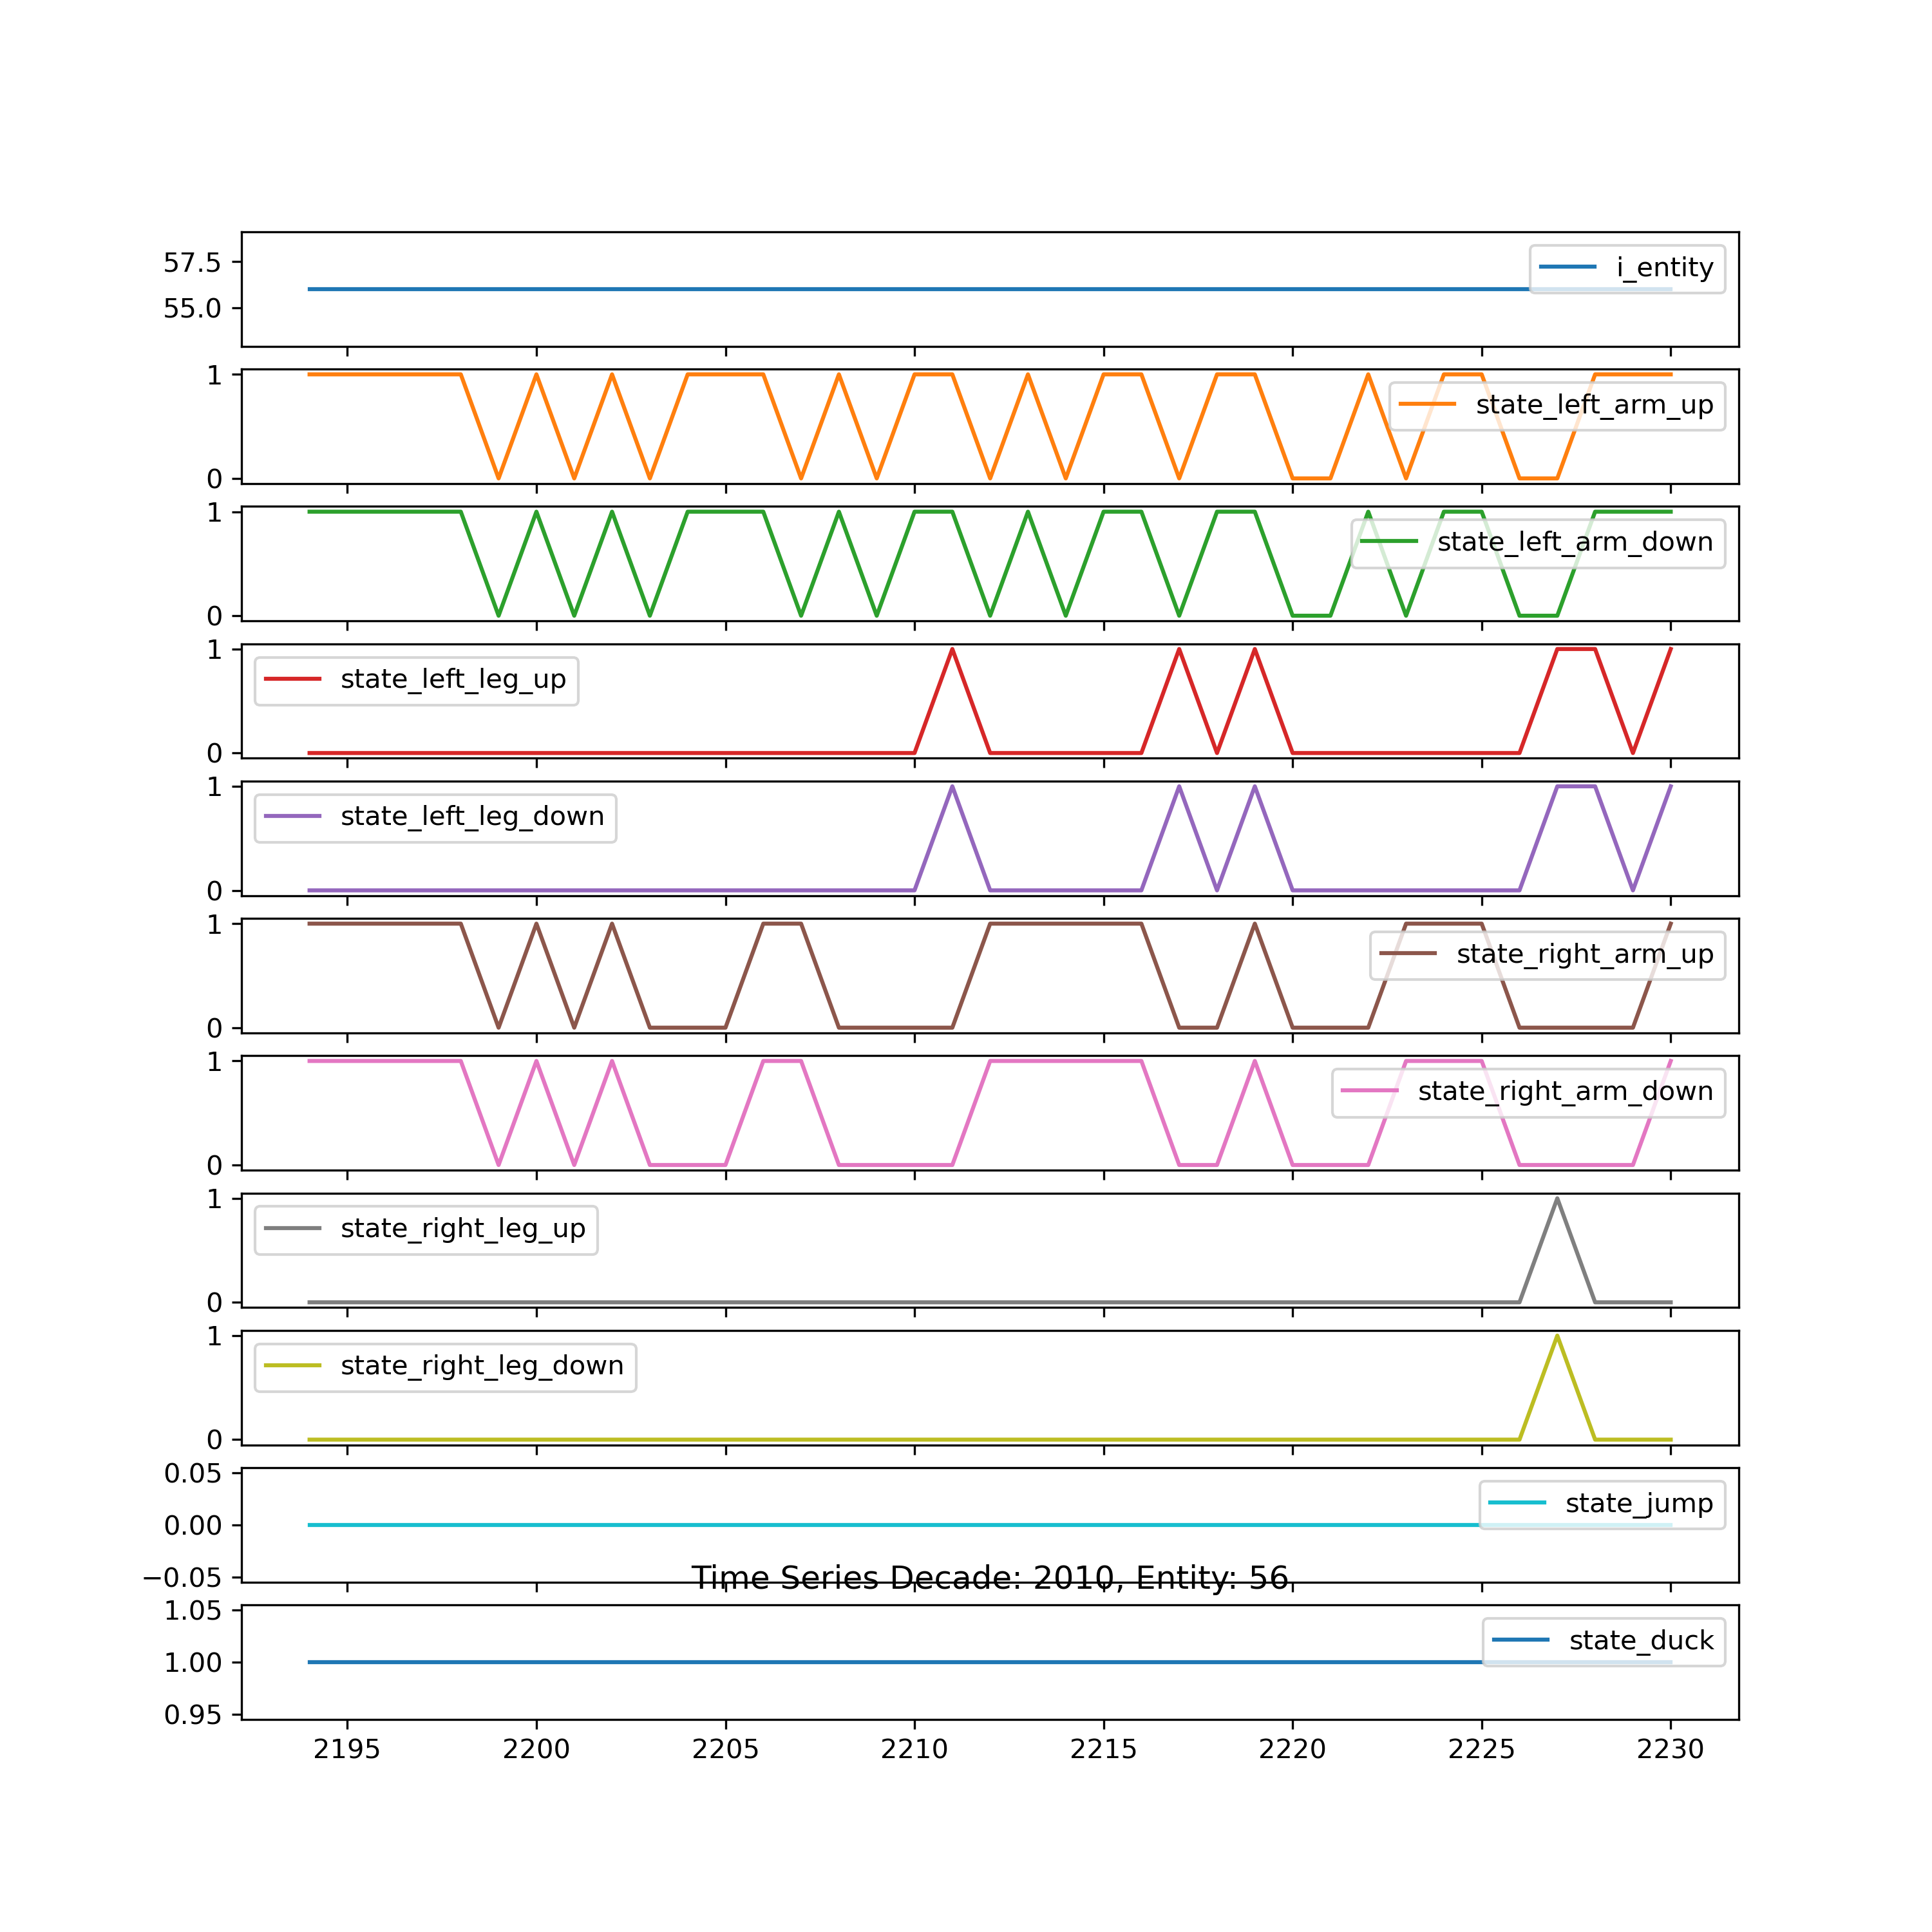 57.5
55.0
i_entity
1
0
state_left_arm_up
1
0
state_left_arm_down
1
0
state_left_leg_up
1
0
state_left_leg_down
1
0
state_right_arm_up
1
0
state_right_arm_down
1
0
state_right_leg_up
1
0
state_right_leg_down
0.05
0.00
−0.05
state_jump
Time Series Decade: 2010, Entity: 56
1.05
1.00
0.95
state_duck
2195 2200 2205 2210 2215 2220 2225 2230